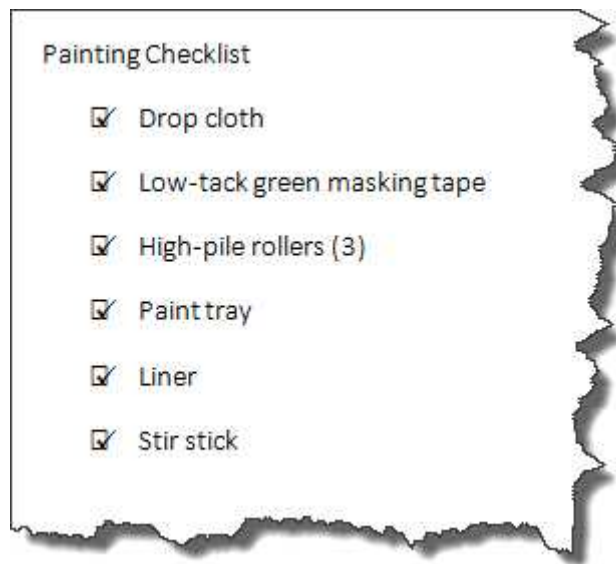 Painting Checklist
☑ Drop cloth
☑ Low-tack green masking tape
☑ High-pile rollers (3)
☑ Paint tray
☑ Liner
☑ Stir stick